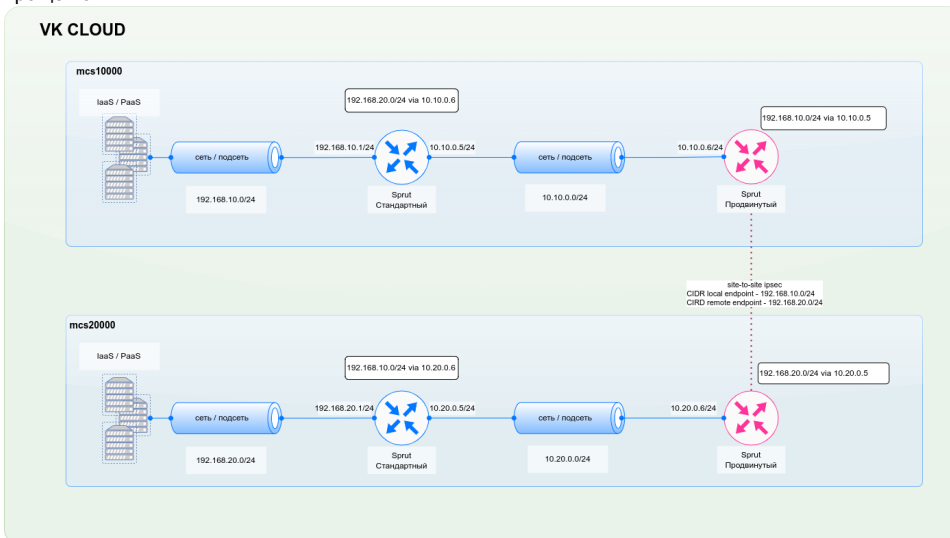 VK CLOUD
mcs10000
IaaS / PaaS
192.168.20.0/24 via 10.10.0.6
192.168.10.0/24 via 10.10.0.5
192.168.10.1/24
10.10.0.5/24
10.10.0.6/24
сеть / подсеть
сеть / подсеть
192.168.10.0/24
Sprut
Стандартный
10.10.0.0/24
Sprut
Продвинутый
site-to-site ipsec
CIDR local endpoint - 192.168.10.0/24
CIRD remote endpoint - 192.168.20.0/24
mcs20000
IaaS / PaaS
192.168.10.0/24 via 10.20.0.6
192.168.20.0/24 via 10.20.0.5
192.168.20.1/24
10.20.0.5/24
10.20.0.6/24
сеть / подсеть
сеть / подсеть
192.168.20.0/24
Sprut
Стандартный
10.20.0.0/24
Sprut
Продвинутый